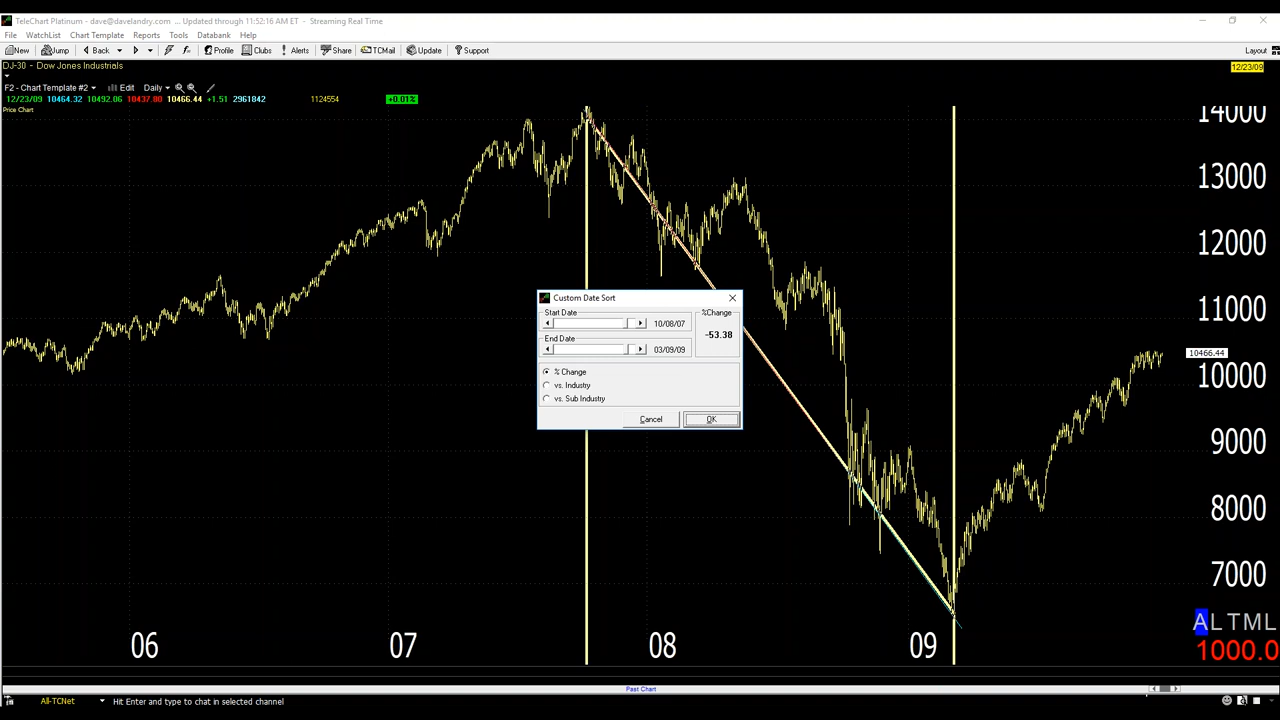 TeleChart Platinum - dave@davelandry.com ... Updated through 11:52:16 AM ET - Streaming Real Time
File WatchList Chart Template Reports Tools Databank Help
New Jump Back Profile Clubs Alerts Share TCMail Update Support Layout
DJ-30 - Dow Jones Industrials 12/23/09
F2 - Chart Template #2 Edit Daily
12/23/09 10464.32 10492.06 10437.80 10466.44 +1.51 2961842 1124554 +0.01%
Price Chart
14000
13000
12000
11000
Custom Date Sort
Start Date %Change
10/08/07
-53.38
End Date
03/09/09
10466.44
% Change
10000
vs. Industry
vs. Sub Industry
Cancel OK
9000
8000
7000
ALTML
06 07 08 09
1000.0
Past Chart
All-TCNet Hit Enter and type to chat in selected channel